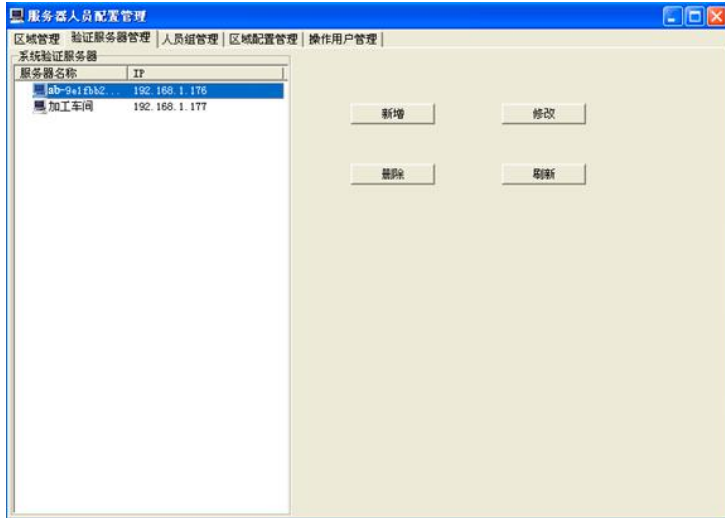 服务器人员配置管理
区域管理 验证服务器管理 人员组管理 区域配置管理 操作用户管理
系统验证服务器
服务器名称 IP
ab-9e1fbb2... 192.168.1.176
加工车间 192.168.1.177
新增 修改
删除 刷新